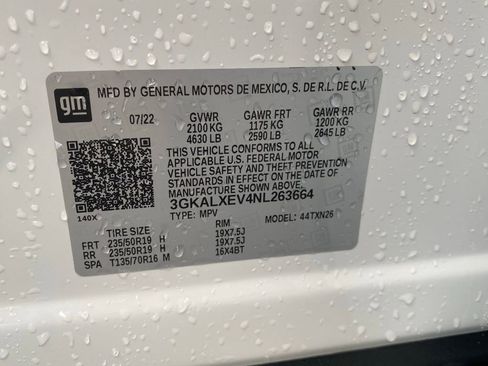 gm
MFD BY GENERAL MOTORS DE MEXICO, S. DE R.L. DE C.V.
07/22 GVWR GAWR FRT GAWR RR
2100 KG 1175 KG 1200 KG
4630 LB 2590 LB 2645 LB
THIS VEHICLE CONFORMS TO ALL
APPLICABLE U.S. FEDERAL MOTOR
VEHICLE SAFETY AND THEFT PREVENTION
STANDARDS IN EFFECT ON THE DATE OF
MANUFACTURE SHOWN ABOVE.
3GKALXEV4NL263664
140X TYPE: MPV MODEL: 44TXN26
TIRE SIZE RIM
FRT 235/50R19 H 19X7.5J
RR 235/50R19 H 19X7.5J
SPA T135/70R16 M 16X4BT